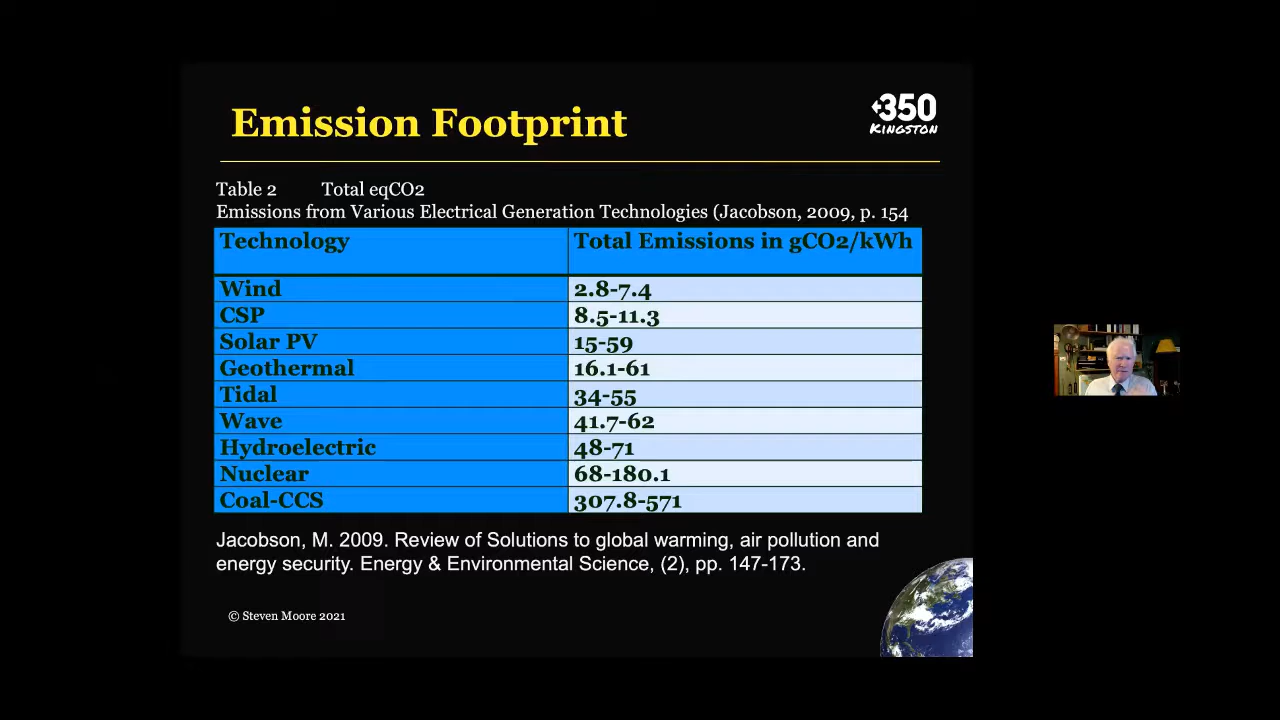 Emission Footprint
350
KINGSTON
Table 2 Total eqCO2
Emissions from Various Electrical Generation Technologies (Jacobson, 2009, p. 154
Technology Total Emissions in gCO2/kWh
Wind 2.8-7.4
CSP 8.5-11.3
Solar PV 15-59
Geothermal 16.1-61
Tidal 34-55
Wave 41.7-62
Hydroelectric 48-71
Nuclear 68-180.1
Coal-CCS 307.8-571
Jacobson, M. 2009. Review of Solutions to global warming, air pollution and
energy security. Energy & Environmental Science, (2), pp. 147-173.
© Steven Moore 2021